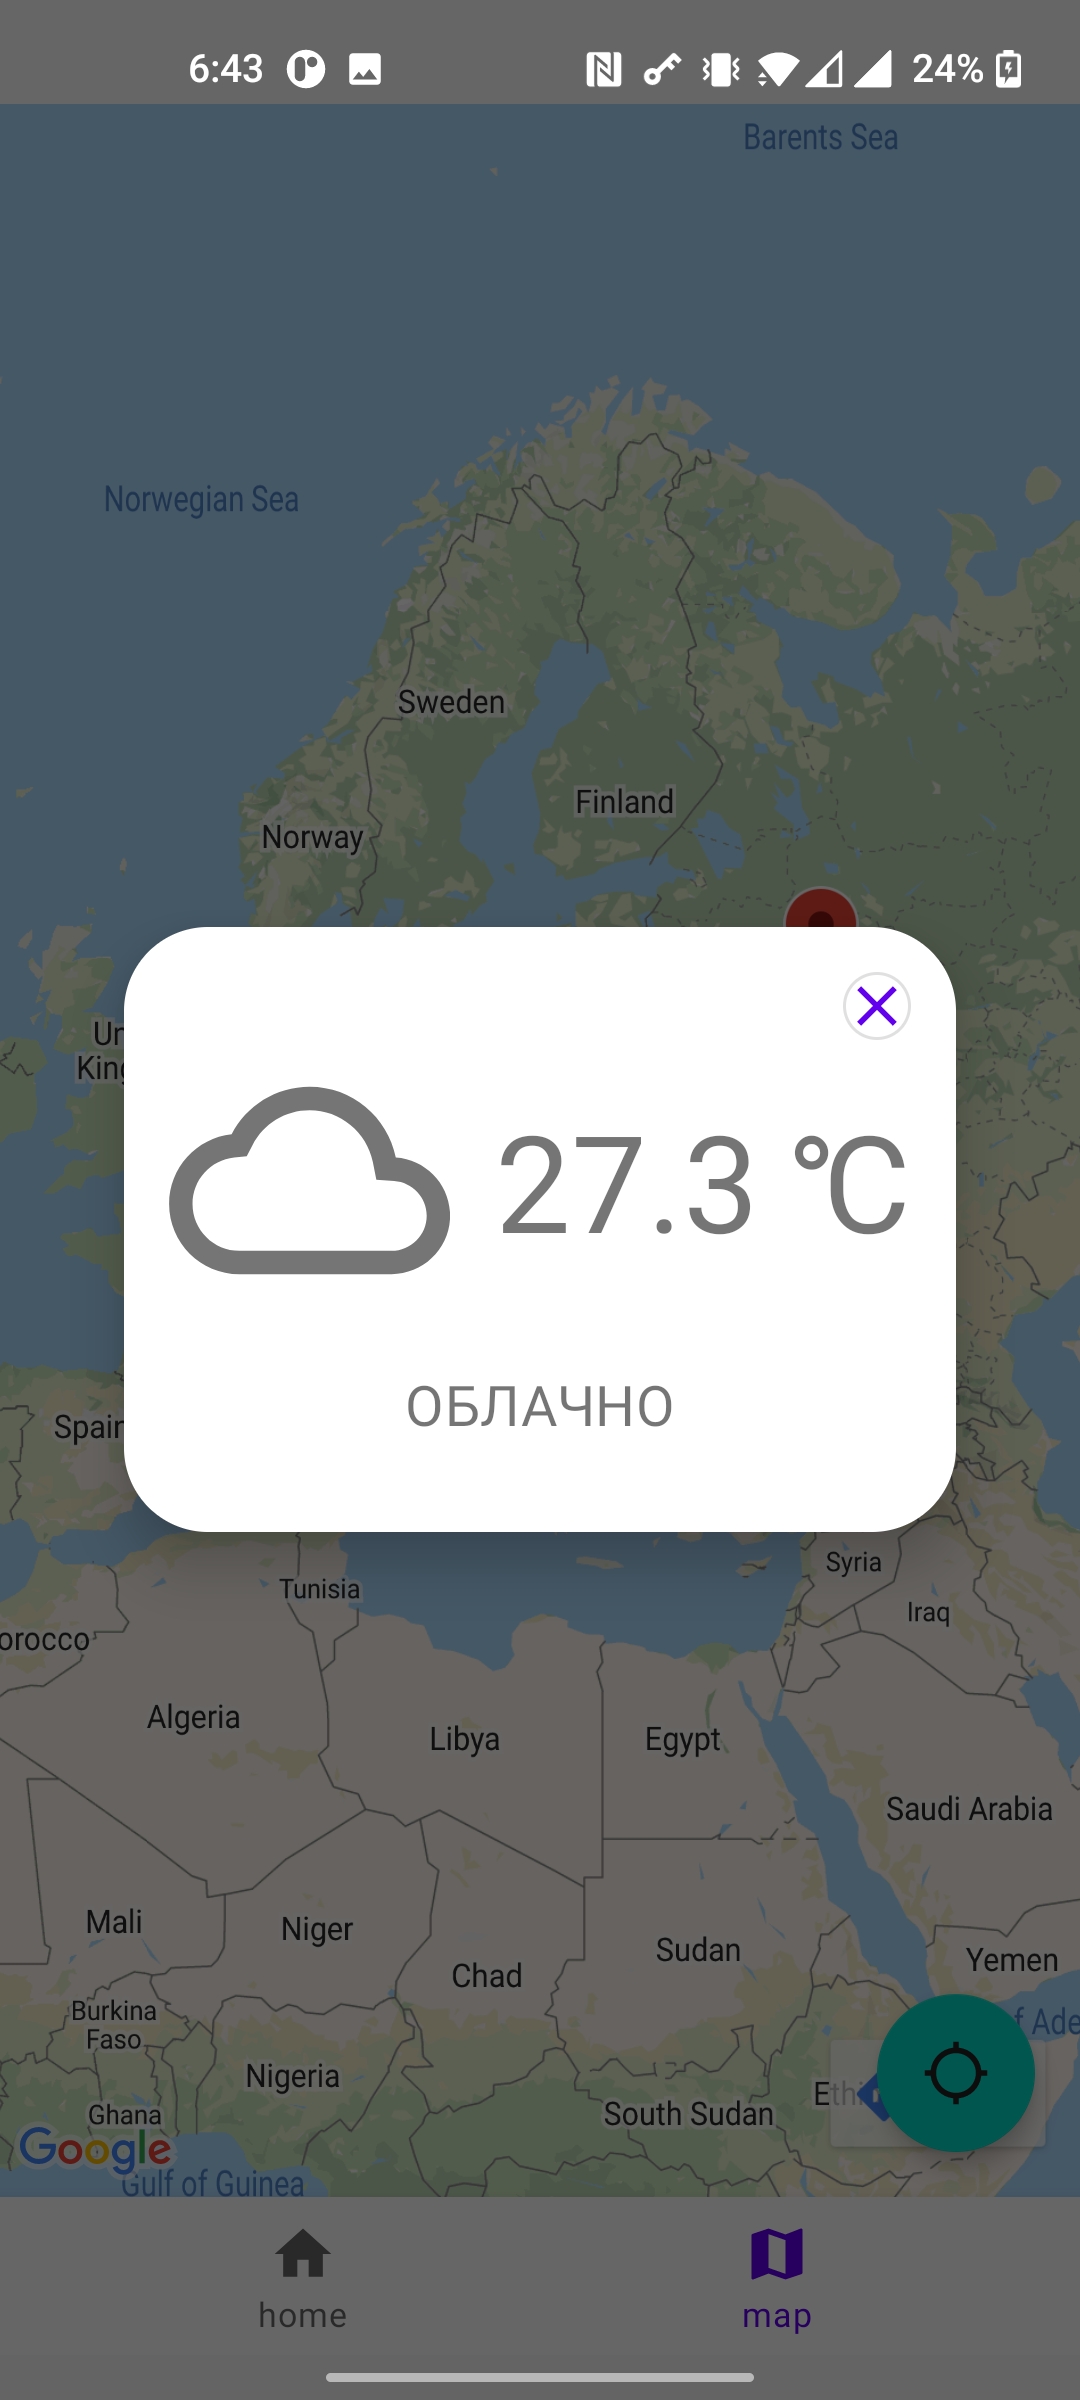 6:43
24%
Barents Sea
Norwegian Sea
Sweden
Finland
Norway
Un
King
27.3 °C
ОБЛАЧНО
Spain
Syria
Tunisia
Iraq
orocco
Algeria
Libya
Egypt
Saudi Arabia
Mali
Niger
Sudan
Chad
Yemen
Burkina
Faso
f Ade
Nigeria
Ethi
Ghana
South Sudan
Google
Gulf of Guinea
home
map